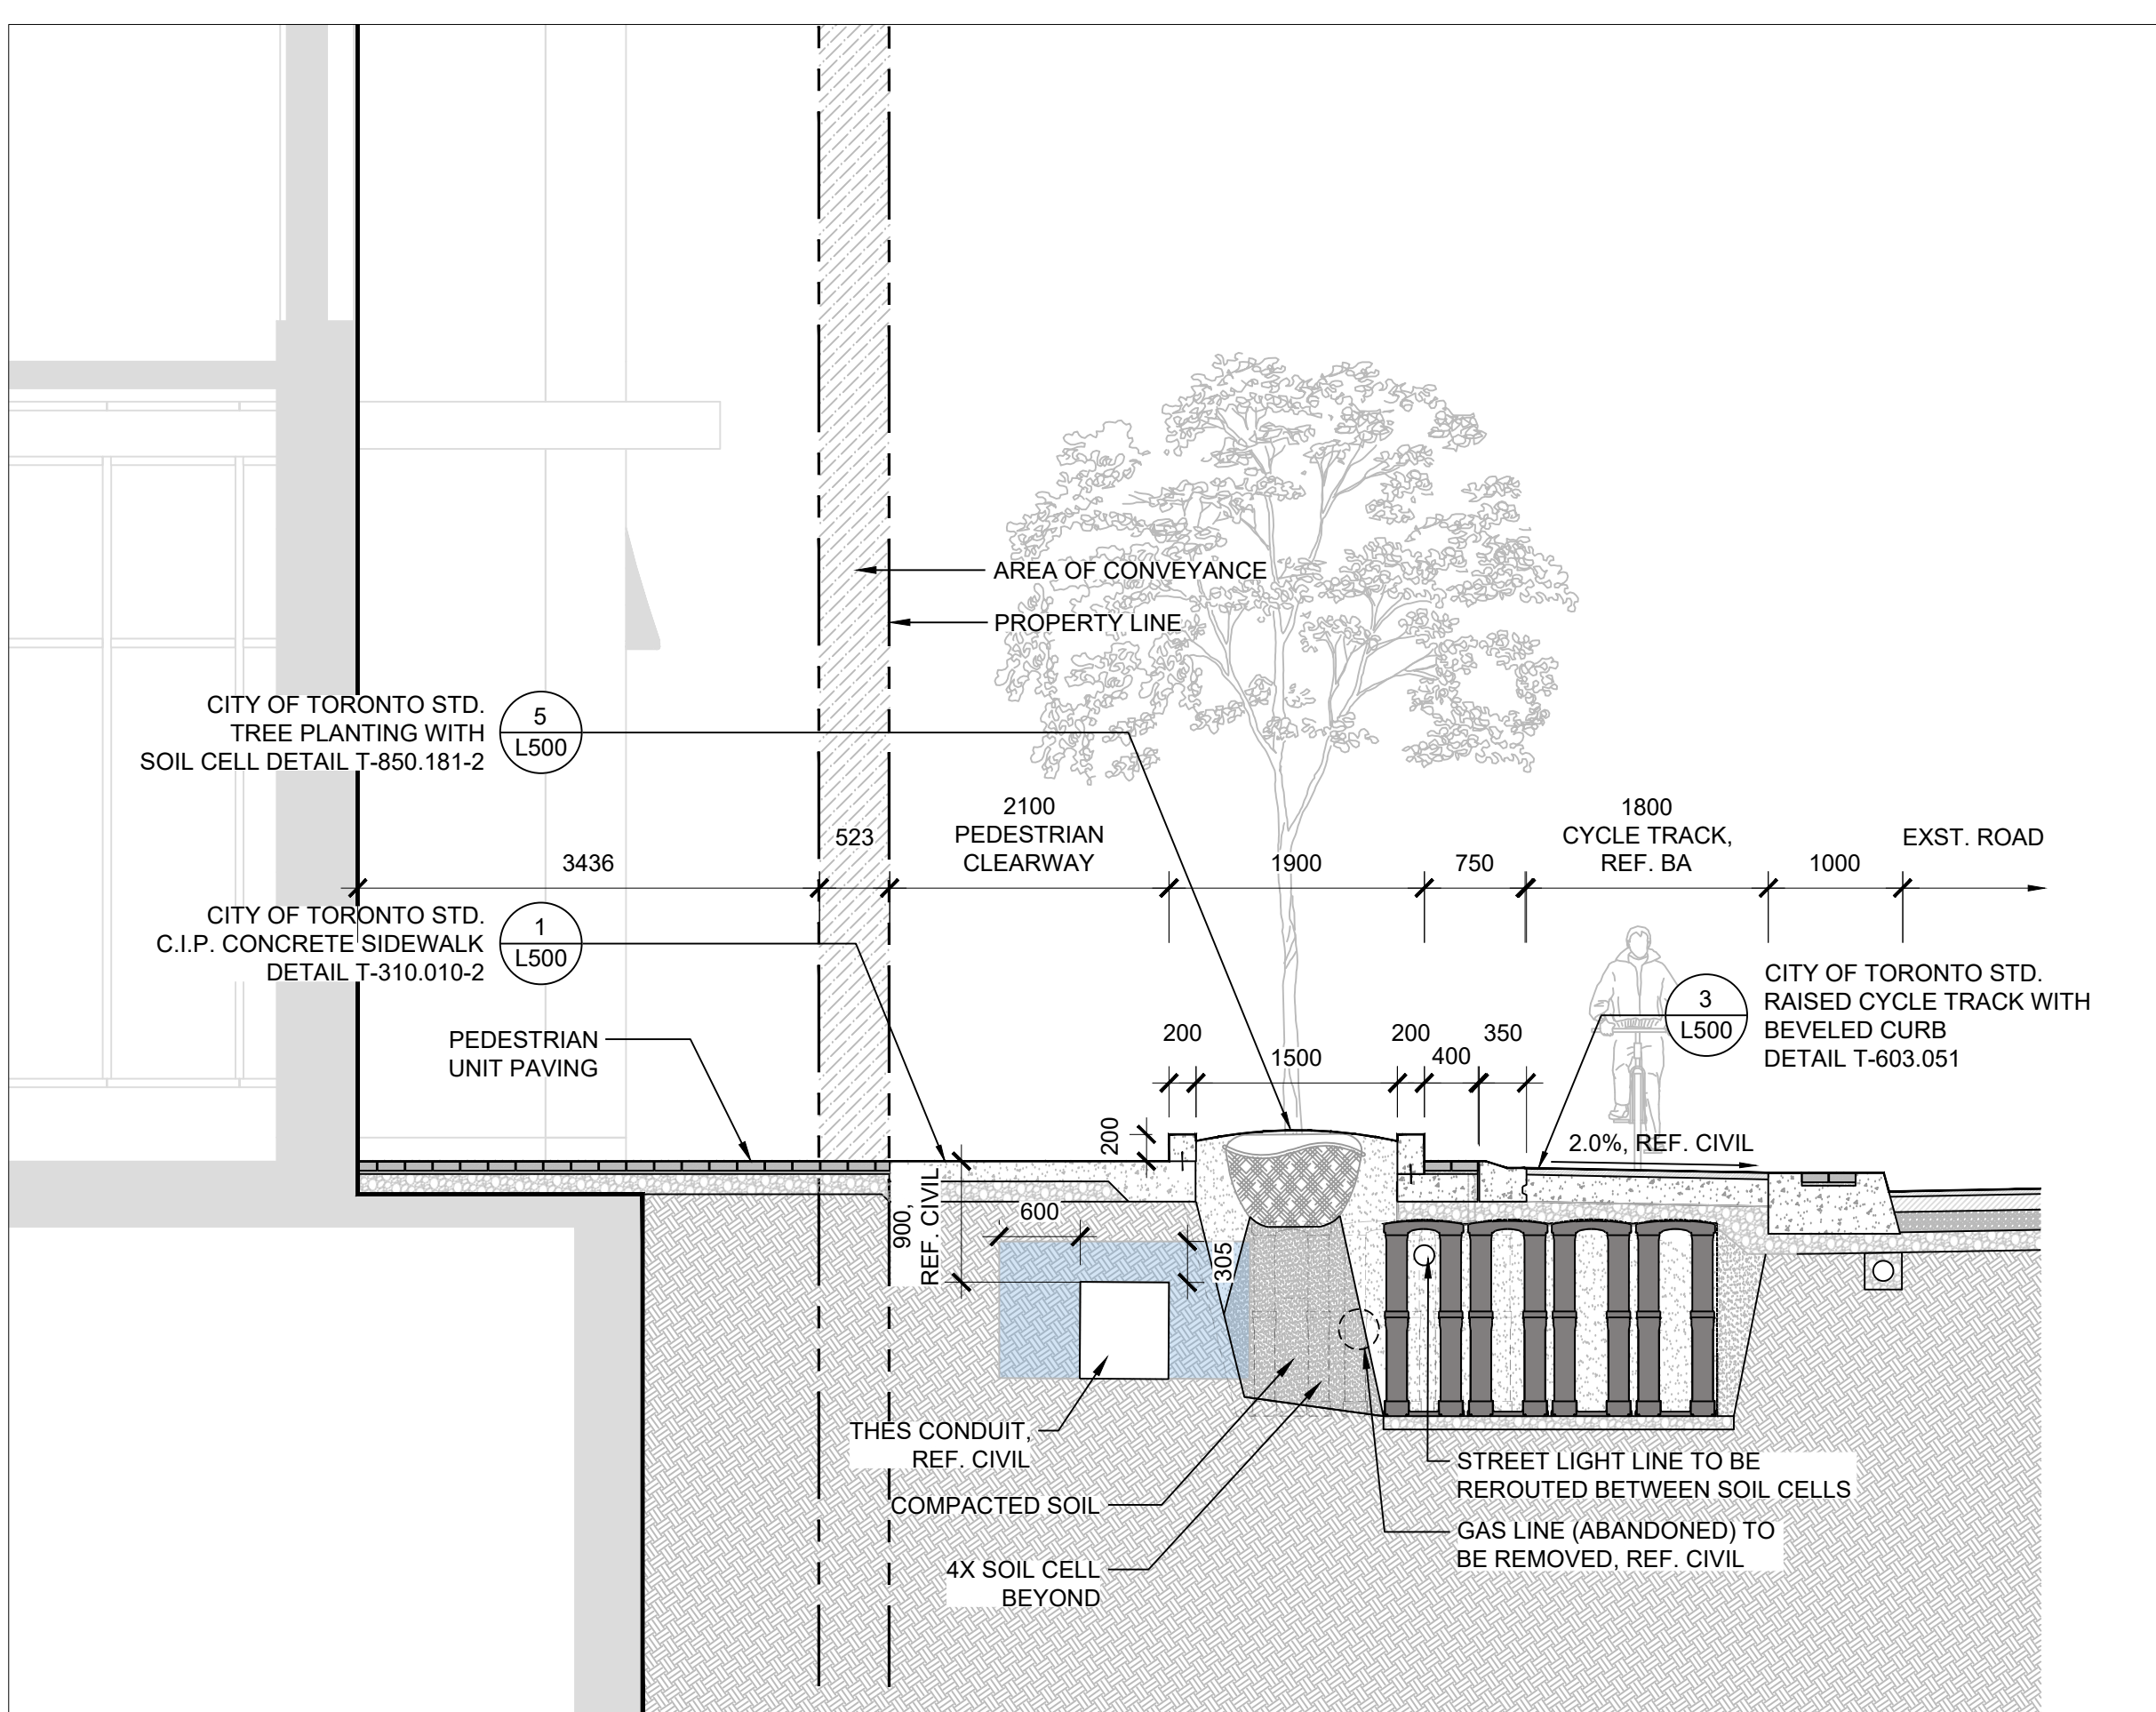 AREA OF CONVEYANCE
PROPERTY LINE
CITY OF TORONTO STD.
TREE PLANTING WITH
SOIL CELL DETAIL T-850.181-2
5
L500
3436
523
2100
PEDESTRIAN
CLEARWAY
1900
750
1800
CYCLE TRACK,
REF. BA
1000
EXST. ROAD
CITY OF TORONTO STD.
C.I.P. CONCRETE SIDEWALK
DETAIL T-310.010-2
1
L500
3
L500
CITY OF TORONTO STD.
RAISED CYCLE TRACK WITH
BEVELED CURB
DETAIL T-603.051
PEDESTRIAN
UNIT PAVING
200
1500
200
400
350
200
2.0%, REF. CIVIL
900,
REF. CIVIL
600
305
THES CONDUIT,
REF. CIVIL
COMPACTED SOIL
4X SOIL CELL
BEYOND
STREET LIGHT LINE TO BE
REROUTED BETWEEN SOIL CELLS
GAS LINE (ABANDONED) TO
BE REMOVED, REF. CIVIL